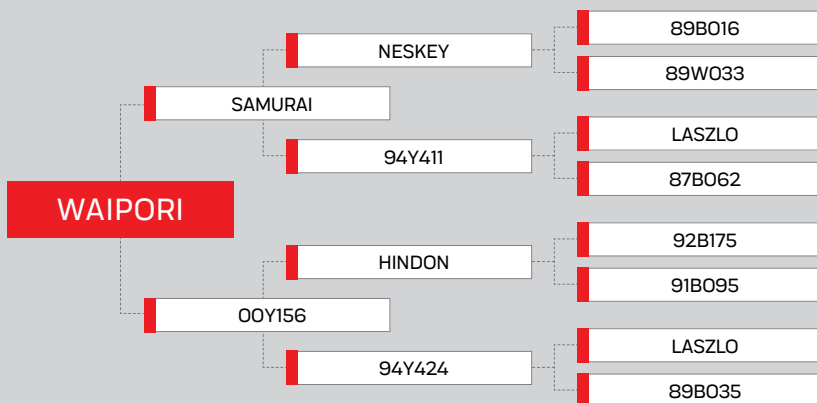 89B016
NESKEY
89W033
SAMURAI
LASZLO
94Y411
87B062
WAIPORI
92B175
HINDON
91B095
00Y156
LASZLO
94Y424
89B035